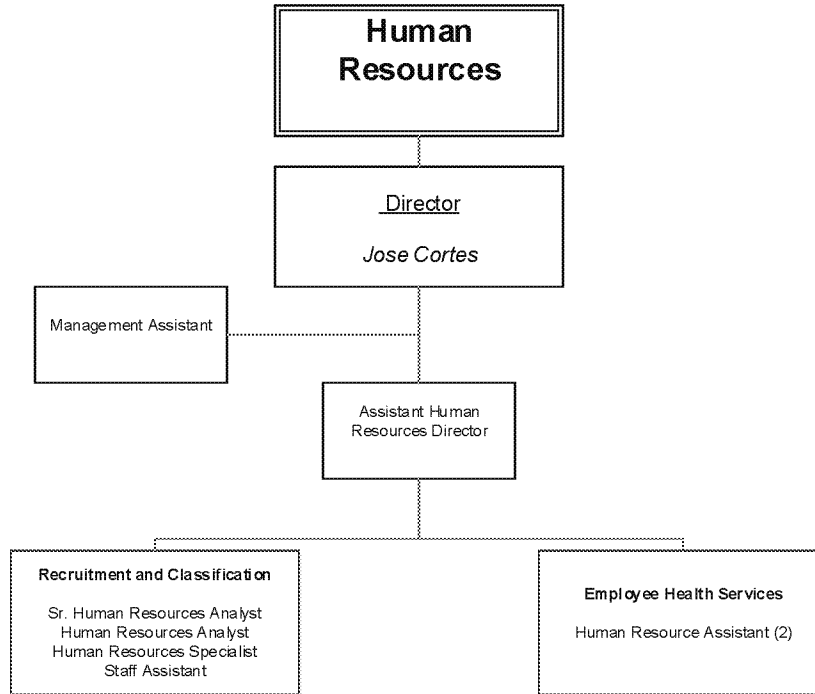 Human
Resources
Director
Jose Cortes
Management Assistant
Assistant Human
Resources Director
Recruitment and Classification
Sr. Human Resources Analyst
Human Resources Analyst
Human Resources Specialist
Staff Assistant
Employee Health Services
Human Resource Assistant (2)